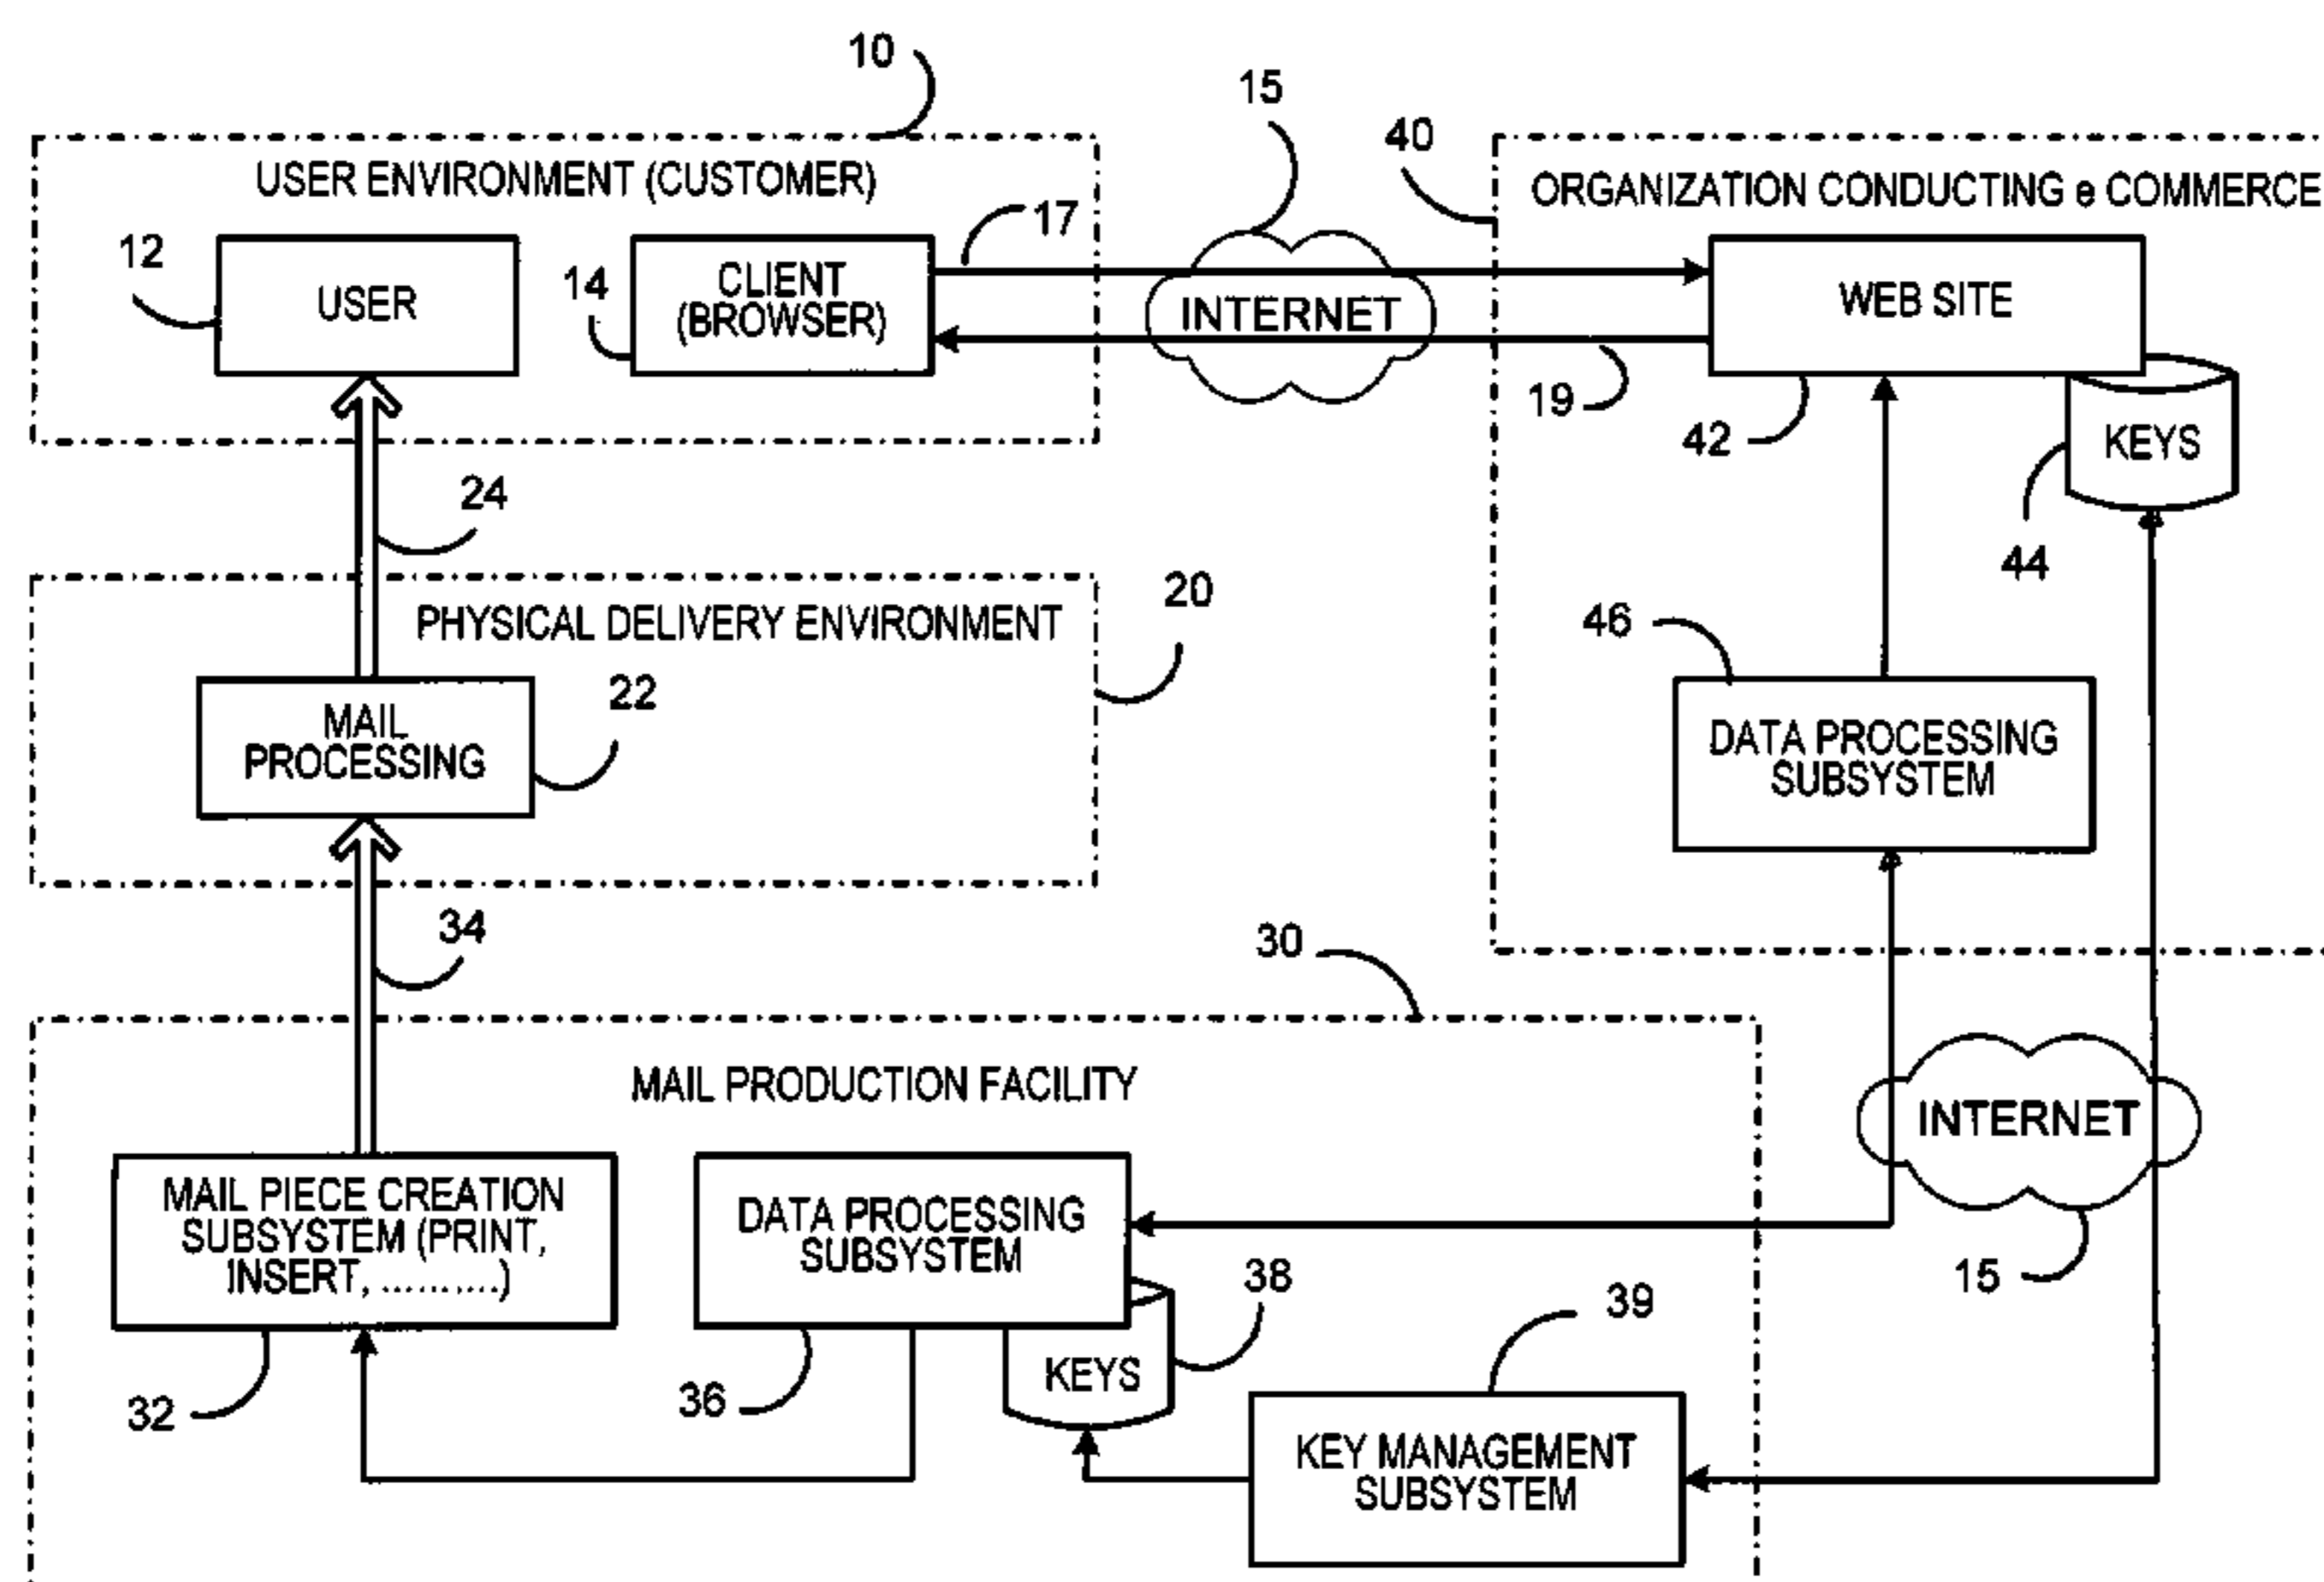 10
15
40
USER ENVIRONMENT (CUSTOMER)
ORGANIZATION CONDUCTING e COMMERCE
17
12
USER
14
CLIENT
(BROWSER)
INTERNET
WEB SITE
19
42
KEYS
24
44
20
PHYSICAL DELIVERY ENVIRONMENT
46
22
MAIL
PROCESSING
DATA PROCESSING
SUBSYSTEM
34
30
MAIL PRODUCTION FACILITY
INTERNET
MAIL PIECE CREATION
SUBSYSTEM (PRINT,
INSERT, ..........)
DATA PROCESSING
SUBSYSTEM
38
15
39
32
36
KEYS
KEY MANAGEMENT
SUBSYSTEM